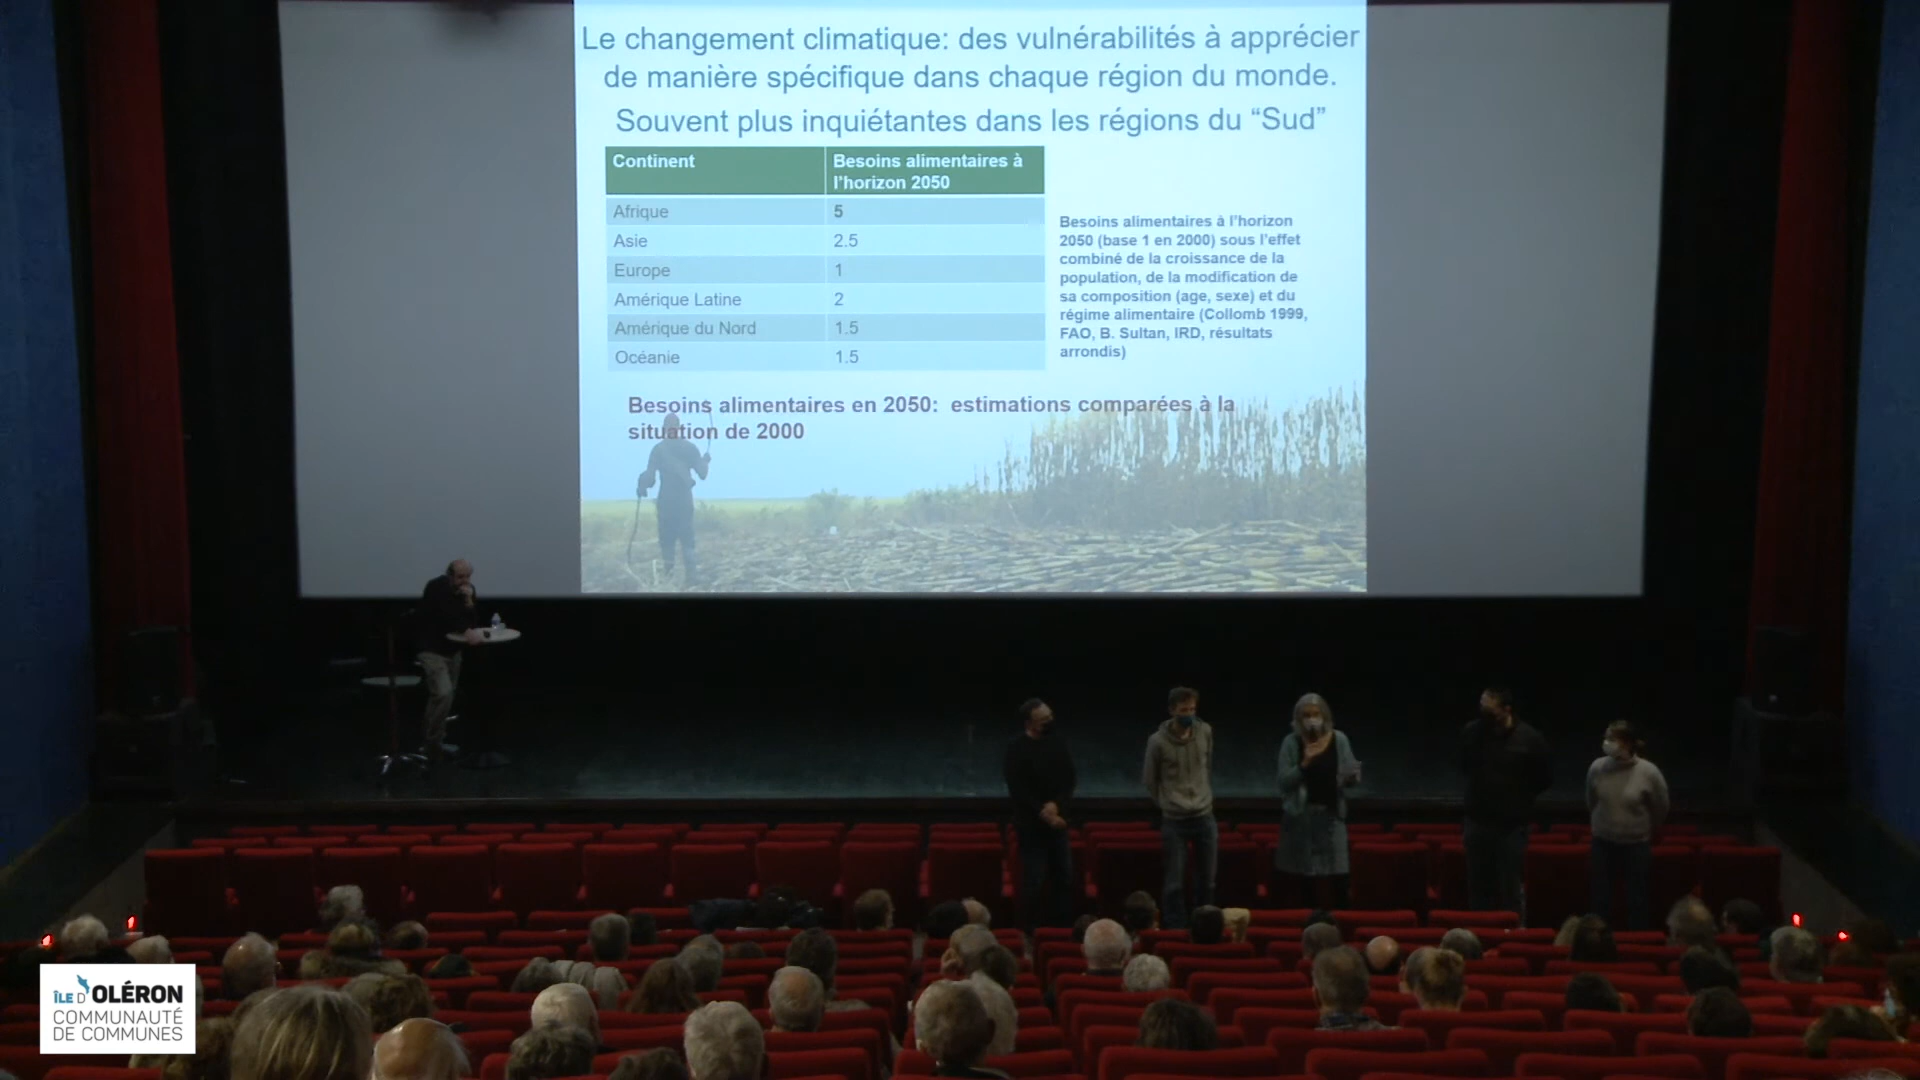 Le changement climatique: des vulnérabilités à apprécier
de manière spécifique dans chaque région du monde.
Souvent plus inquiétantes dans les régions du “Sud”
Continent Besoins alimentaires à
l'horizon 2050
Afrique 5
Asie 2.5
Europe 1
Amérique Latine 2
Amérique du Nord 1.5
Océanie 1.5
Besoins alimentaires à l'horizon
2050 (base 1 en 2000) sous l'effet
combiné de la croissance de la
population, de la modification de
sa composition (age, sexe) et du
régime alimentaire (Collomb 1999,
FAO, B. Sultan, IRD, résultats
arrondis)
Besoins alimentaires en 2050: estimations comparées à la
situation de 2000
ÎLE D'OLÉRON
COMMUNAUTÉ
DE COMMUNES